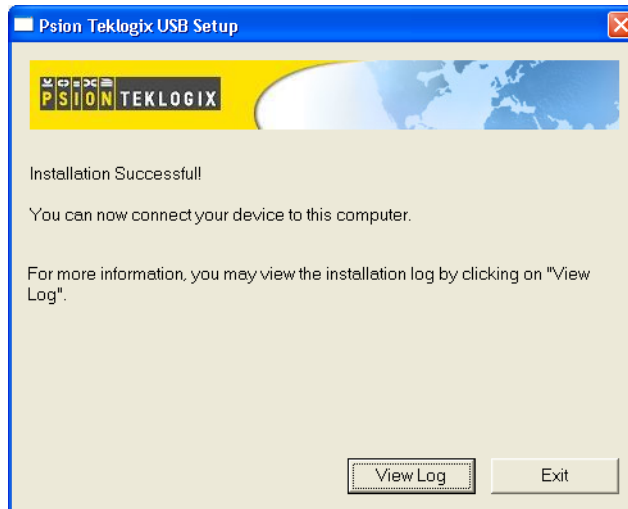 Psion Teklogix USB Setup
PSION TEKLOGIX
Installation Successful!
You can now connect your device to this computer.
For more information, you may view the installation log by clicking on "View
Log".
View Log Exit